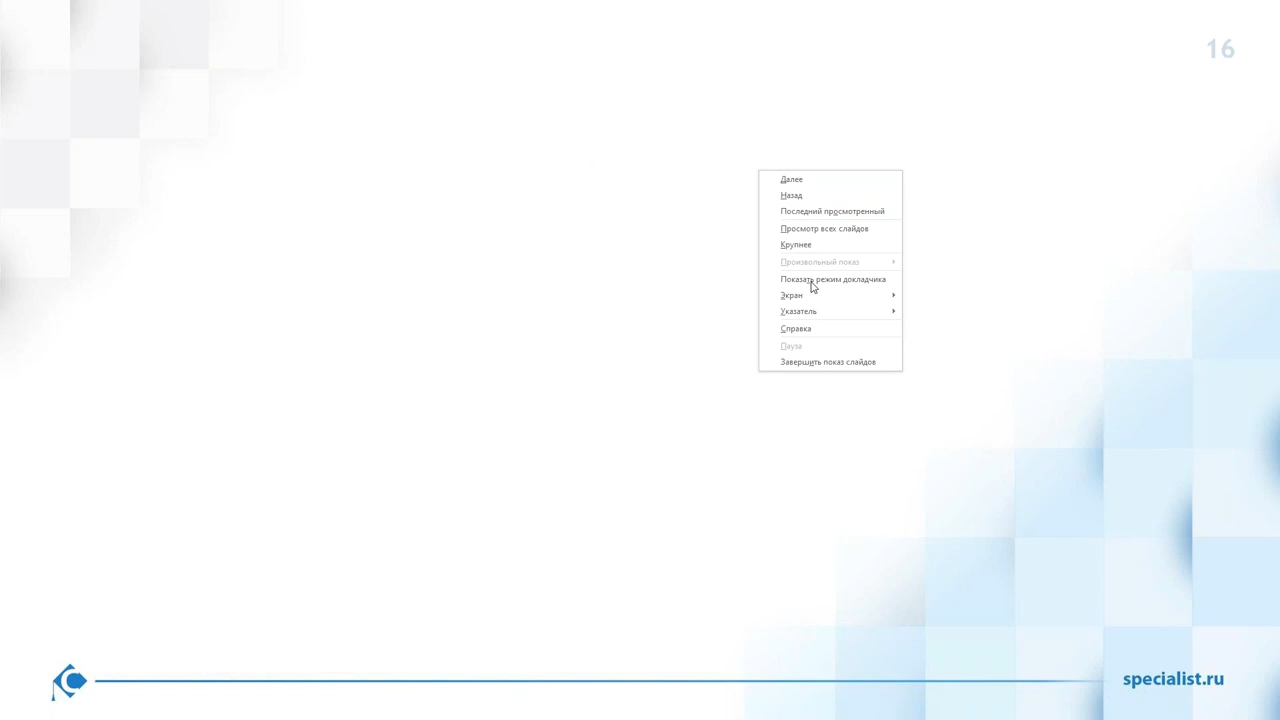 16
Далее
Назад
Последний просмотренный
Просмотр всех слайдов
Крупнее
Произвольный показ
Показать режим докладчика
Экран
Указатель
Справка
Пауза
Завершить показ слайдов
specialist.ru